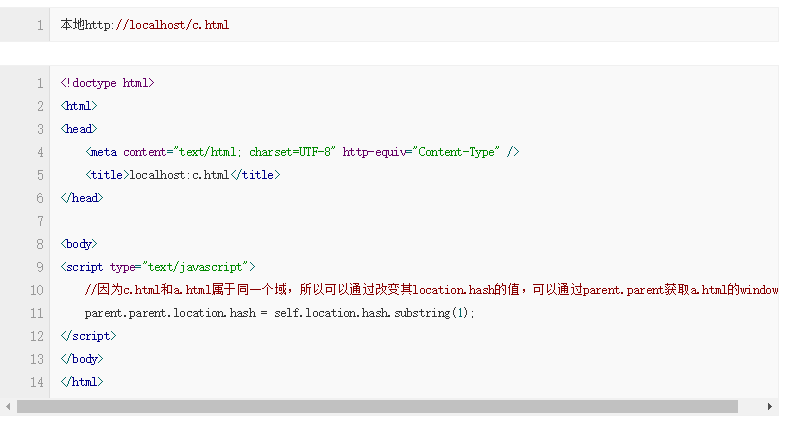 1 本地http://localhost/c.html
1 <!doctype html>
2 <html>
3 <head>
4     <meta content="text/html; charset=UTF-8" http-equiv="Content-Type" />
5     <title>localhost:c.html</title>
6 </head>
7
8 <body>
9 <script type="text/javascript">
10     //因为c.html和a.html属于同一个域，所以可以通过改变其location.hash的值，可以通过parent.parent获取a.html的window
11     parent.parent.location.hash = self.location.hash.substring(1);
12 </script>
13 </body>
14 </html>